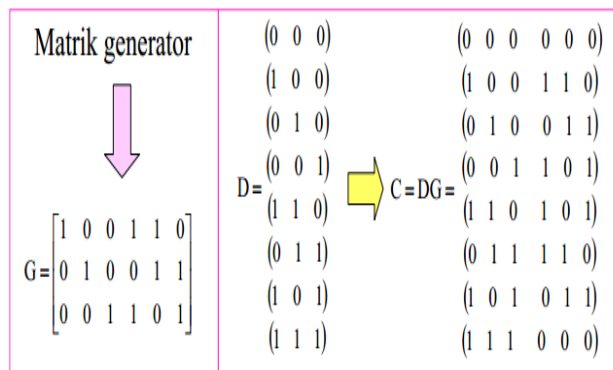 Matrik generator
G = [1 0 0 1 1 0
0 1 0 0 1 1
0 0 1 1 0 1]
D =
(0 0 0)
(1 0 0)
(0 1 0)
(0 0 1)
(1 1 0)
(0 1 1)
(1 0 1)
(1 1 1)
C = DG =
(0 0 0 0 0 0)
(1 0 0 1 1 0)
(0 1 0 0 1 1)
(0 0 1 1 0 1)
(1 1 0 1 0 1)
(0 1 1 1 1 0)
(1 0 1 0 1 1)
(1 1 1 0 0 0)